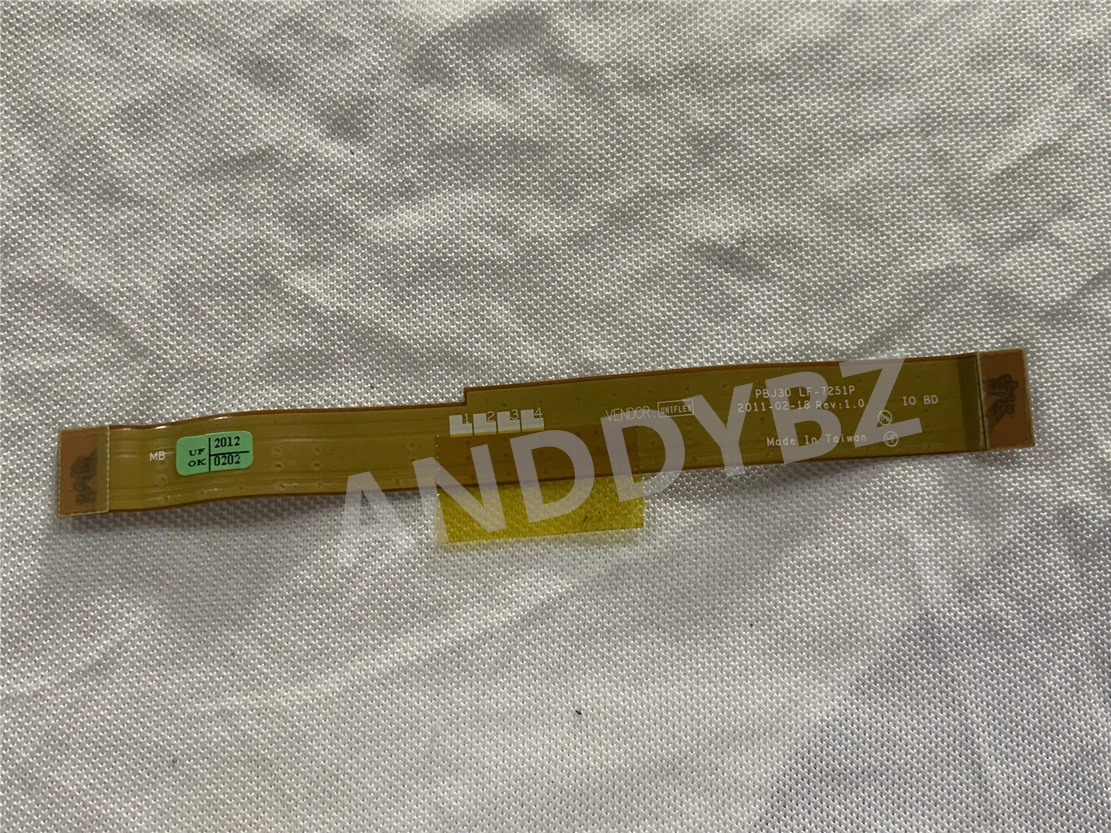 MB
UF 2012
OK 0202
1 2 3 4
VENDOR: UNIFLEX
PBJ30 LF-7251P
2011-02-18 Rev:1.0
IO BD
Made In Taiwan
ANDDYBZ